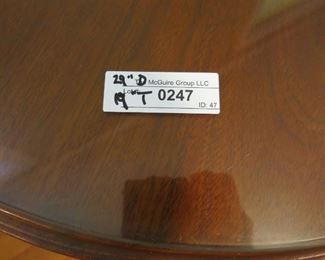 29" D McGuire Group LLC
19" T 0247
ID: 47